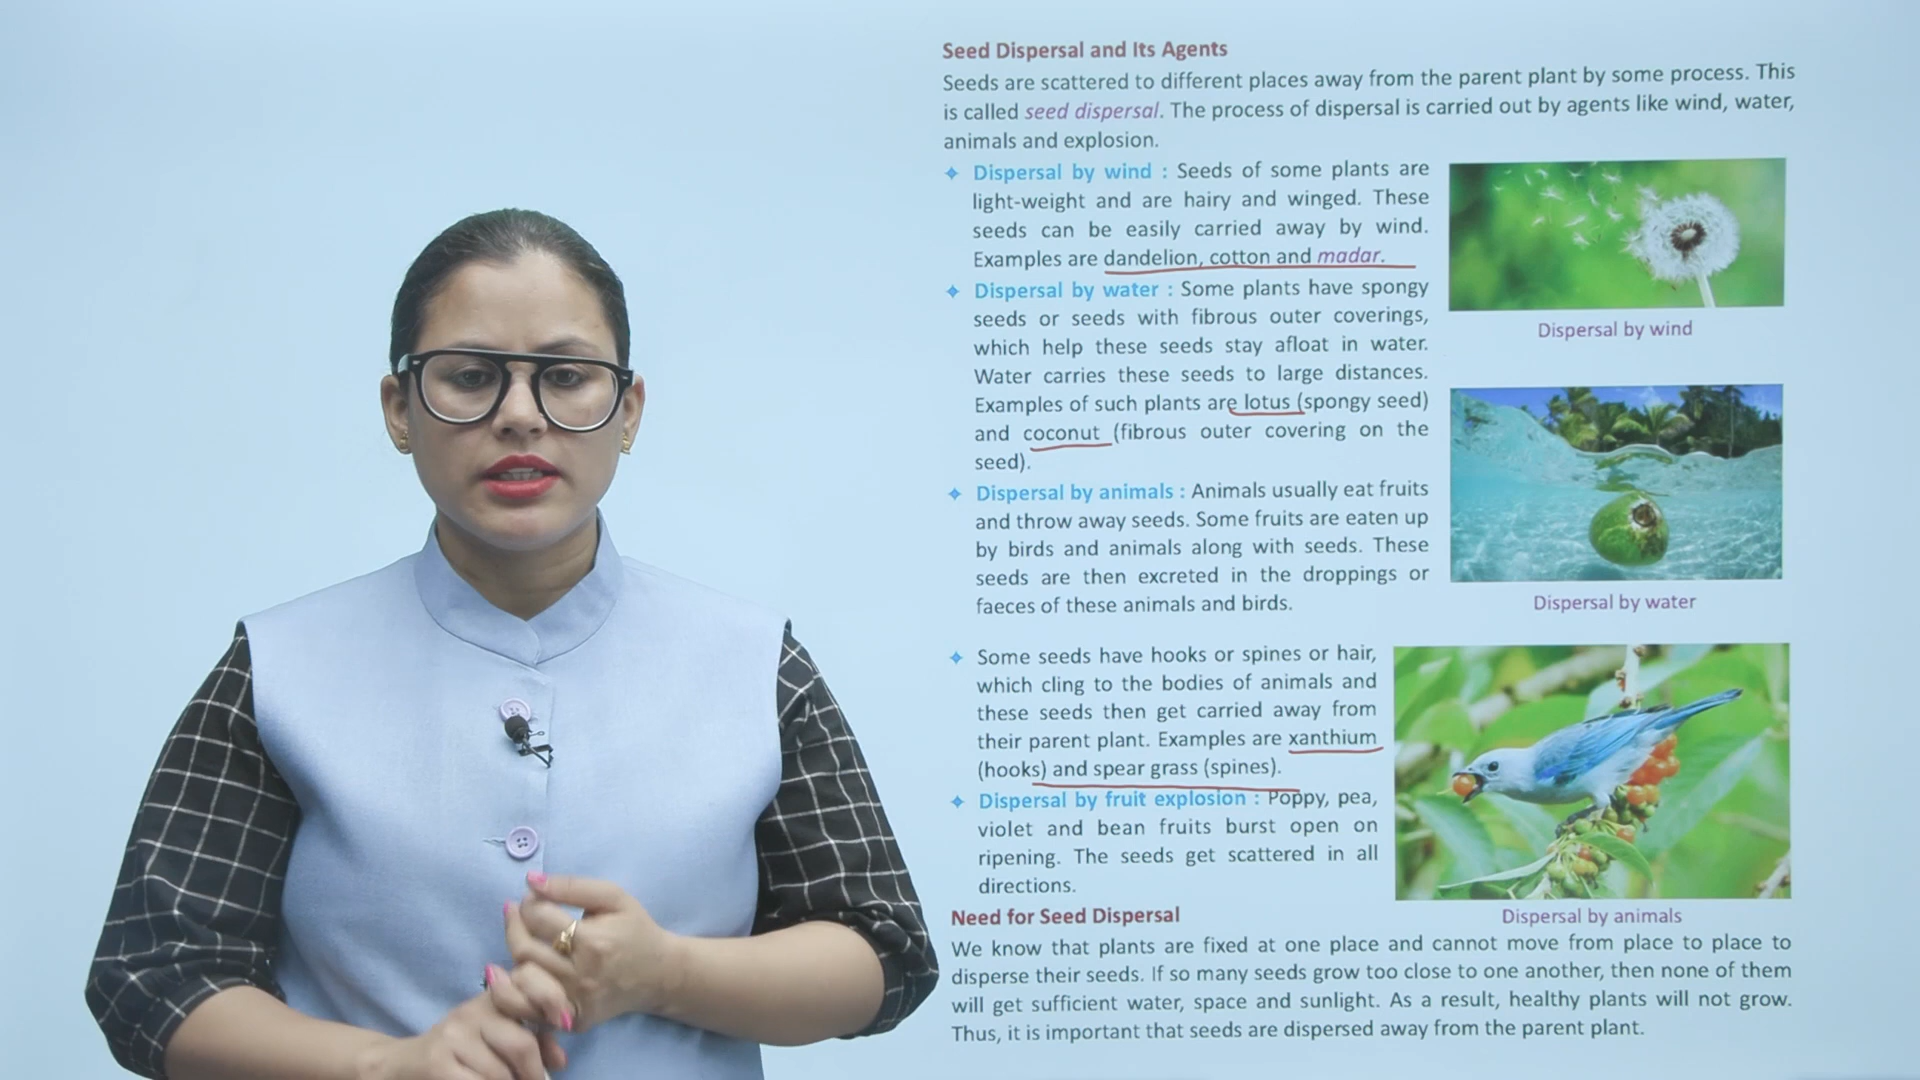 Seed Dispersal and Its Agents
Seeds are scattered to different places away from the parent plant by some process. This
is called seed dispersal. The process of dispersal is carried out by agents like wind, water,
animals and explosion.
✦ Dispersal by wind : Seeds of some plants are
light-weight and are hairy and winged. These
seeds can be easily carried away by wind.
Examples are dandelion, cotton and madar.
Dispersal by wind
✦ Dispersal by water : Some plants have spongy
seeds or seeds with fibrous outer coverings,
which help these seeds stay afloat in water.
Water carries these seeds to large distances.
Examples of such plants are lotus (spongy seed)
and coconut (fibrous outer covering on the
seed).
Dispersal by water
✦ Dispersal by animals : Animals usually eat fruits
and throw away seeds. Some fruits are eaten up
by birds and animals along with seeds. These
seeds are then excreted in the droppings or
faeces of these animals and birds.
✦ Some seeds have hooks or spines or hair,
which cling to the bodies of animals and
these seeds then get carried away from
their parent plant. Examples are xanthium
(hooks) and spear grass (spines).
✦ Dispersal by fruit explosion : Poppy, pea,
violet and bean fruits burst open on
ripening. The seeds get scattered in all
directions.
Dispersal by animals
Need for Seed Dispersal
We know that plants are fixed at one place and cannot move from place to place to
disperse their seeds. If so many seeds grow too close to one another, then none of them
will get sufficient water, space and sunlight. As a result, healthy plants will not grow.
Thus, it is important that seeds are dispersed away from the parent plant.